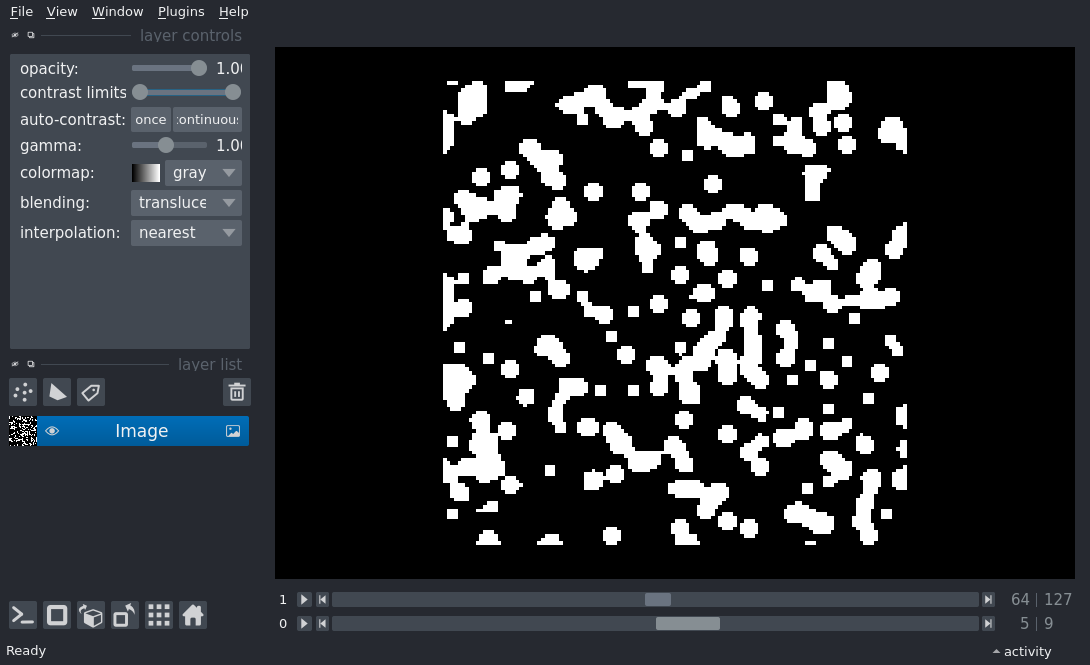 File View Window Plugins Help
layer controls
opacity: 1.00
contrast limits
auto-contrast: once continuous
gamma: 1.00
colormap: gray
blending: transluce
interpolation: nearest
layer list
Image
1 64 | 127
0 5 | 9
Ready activity